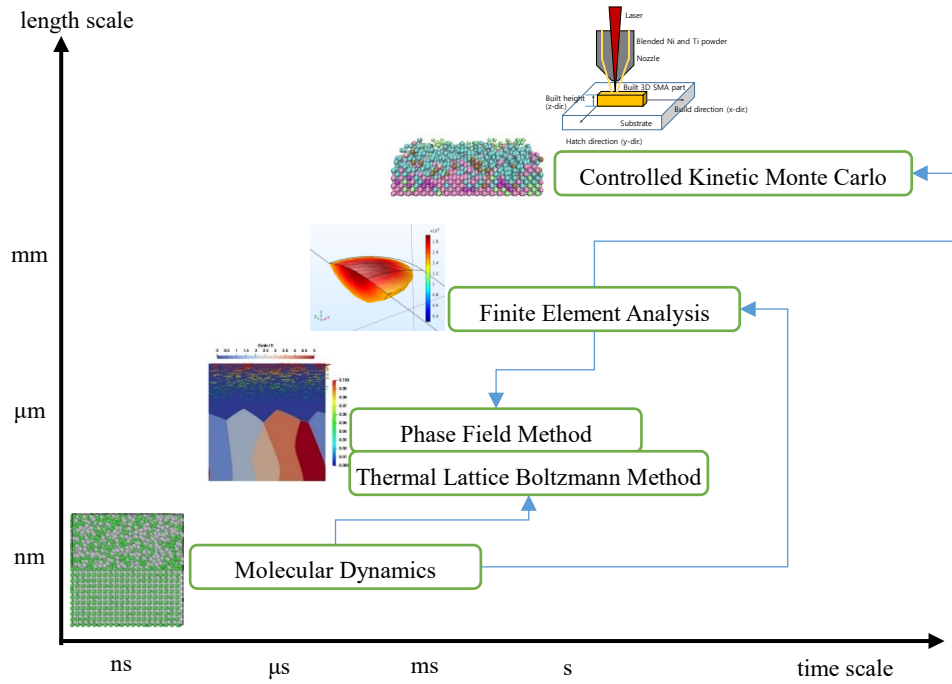 length scale
Laser
Blended Ni and Ti powder
Nozzle
Built 3D SMA part
Built height
(z-dir.)
Build direction (x-dir.)
Substrate
Hatch direction (y-dir.)
Controlled Kinetic Monte Carlo
mm
Finite Element Analysis
μm
Phase Field Method
Thermal Lattice Boltzmann Method
nm
Molecular Dynamics
ns
μs
ms
s
time scale